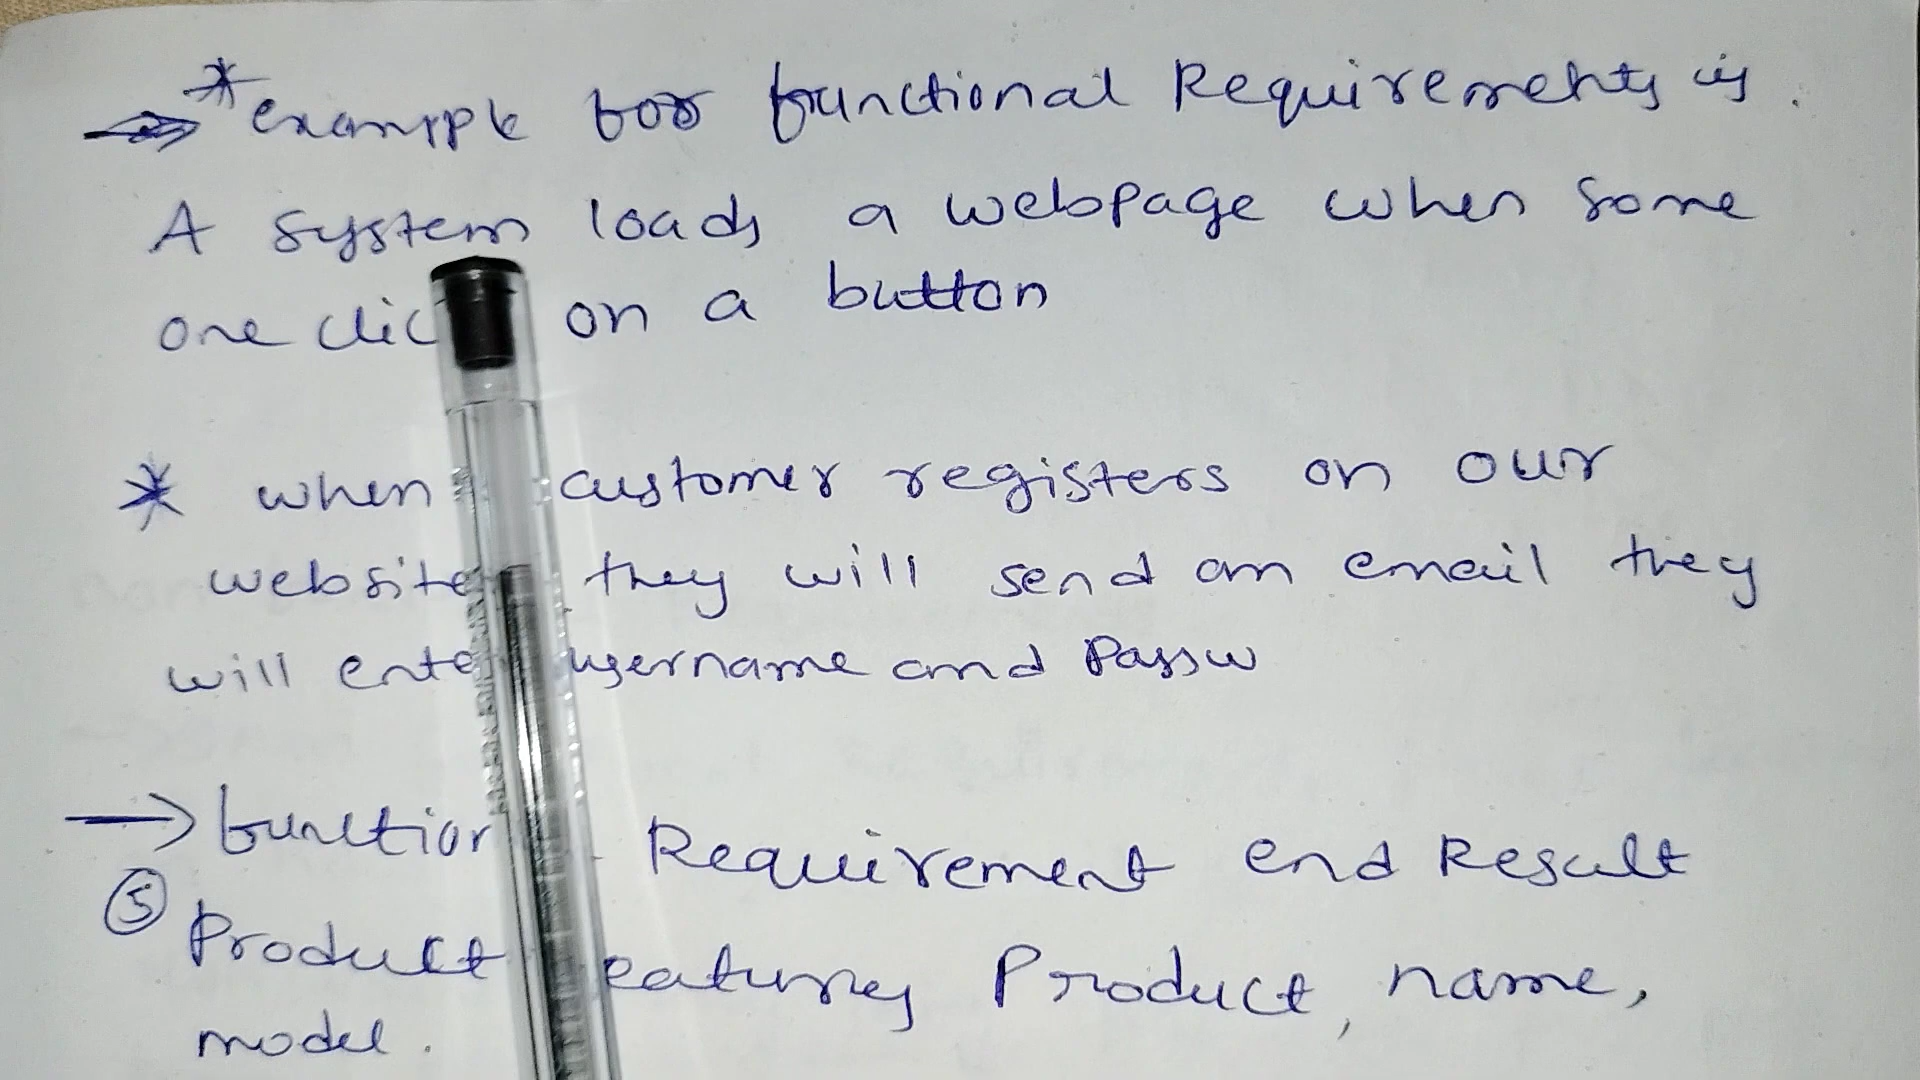 * example for functional Requirements is.
A system loads a webpage when some
one clic on a button
* when customer registers on our
website they will send an email they
will ente username and Passw
→ function Requirement end Result
⑤ Product eatures Product, name,
model.